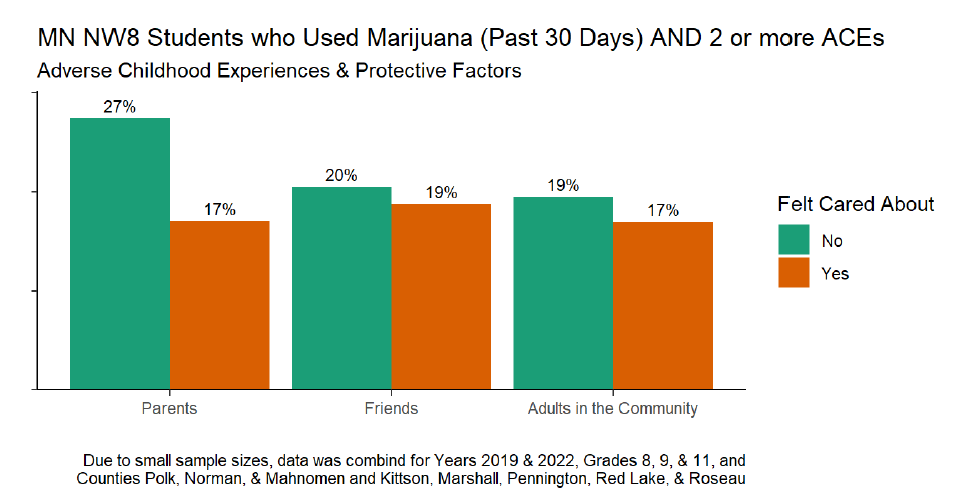 MN NW8 Students who Used Marijuana (Past 30 Days) AND 2 or more ACEs
Adverse Childhood Experiences & Protective Factors
27%
17%
20%
19%
19%
17%
Parents
Friends
Adults in the Community
Felt Cared About
No
Yes
Due to small sample sizes, data was combind for Years 2019 & 2022, Grades 8, 9, & 11, and
Counties Polk, Norman, & Mahnomen and Kittson, Marshall, Pennington, Red Lake, & Roseau